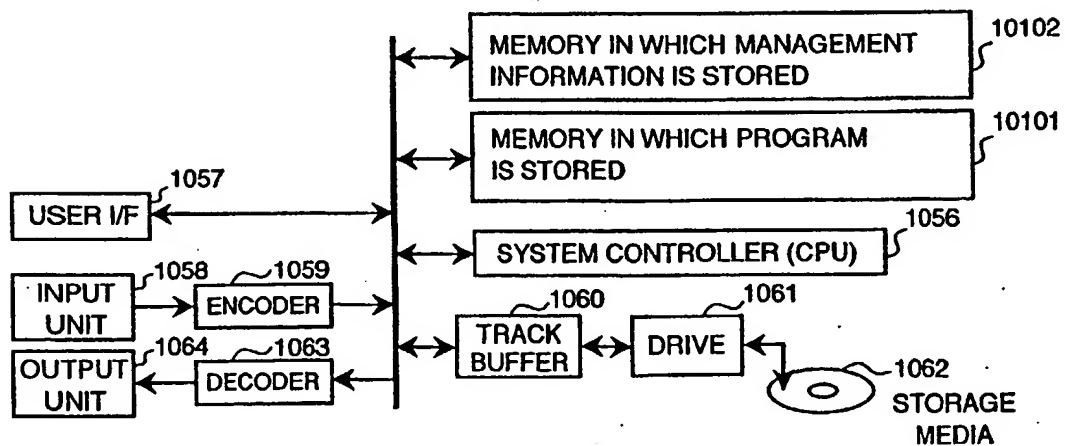 10102
MEMORY IN WHICH MANAGEMENT
INFORMATION IS STORED
10101
MEMORY IN WHICH PROGRAM
IS STORED
1057
USER I/F
1056
SYSTEM CONTROLLER (CPU)
1058
INPUT
UNIT
1059
ENCODER
1060
TRACK
BUFFER
1061
DRIVE
1064
OUTPUT
UNIT
1063
DECODER
1062
STORAGE
MEDIA